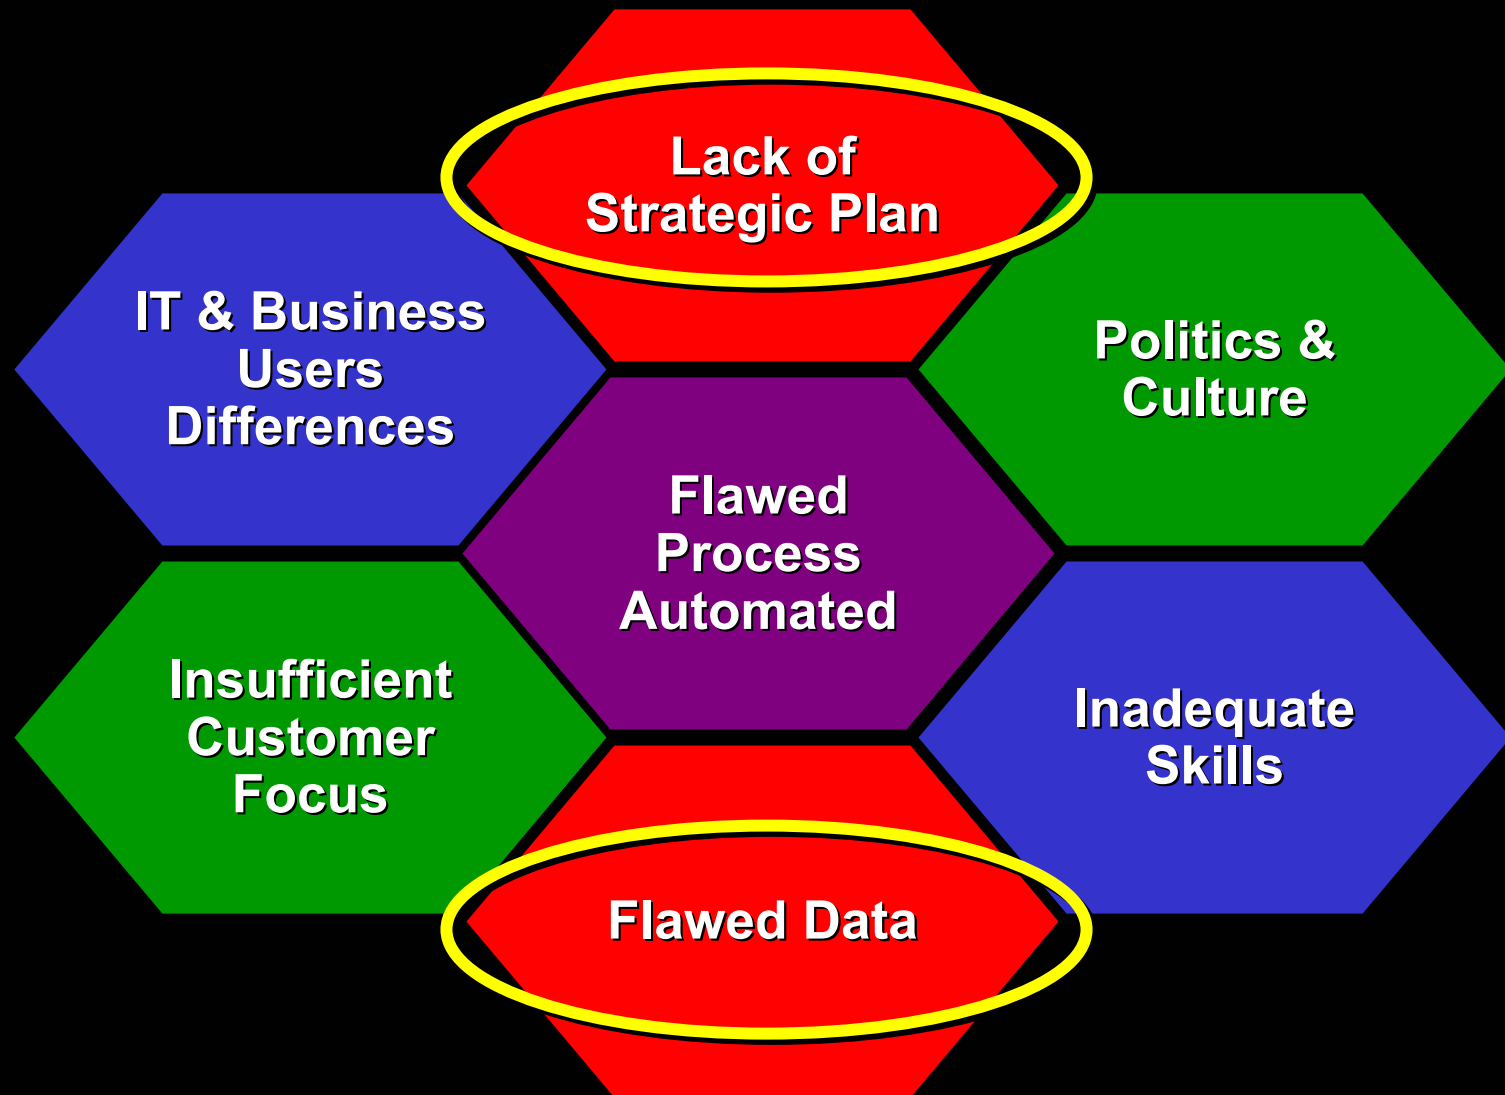 Lack of
Strategic Plan
IT & Business
Users
Differences
Politics &
Culture
Flawed
Process
Automated
Insufficient
Customer
Focus
Inadequate
Skills
Flawed Data